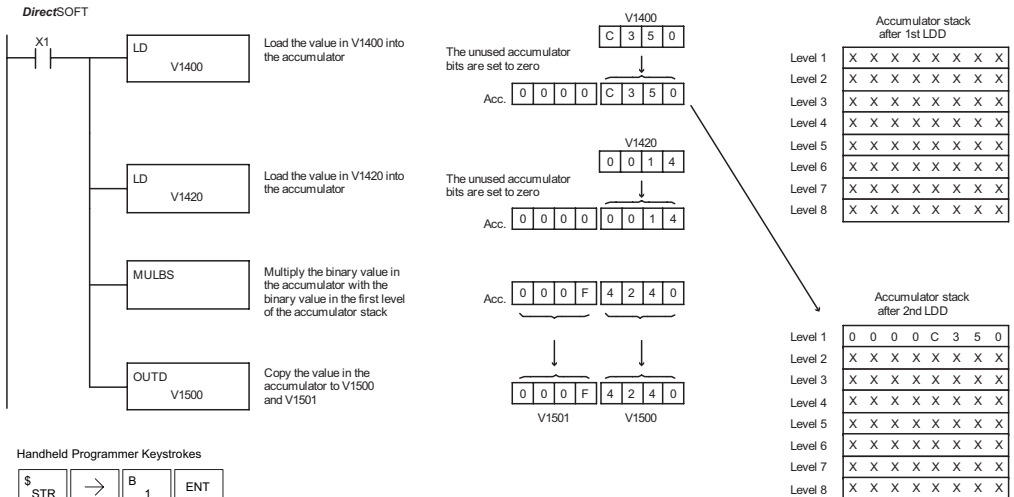 DirectSOFT
X1
LD
V1400
Load the value in V1400 into
the accumulator
LD
V1420
Load the value in V1420 into
the accumulator
MULBS
Multiply the binary value in
the accumulator with the
binary value in the first level
of the accumulator stack
OUTD
V1500
Copy the value in the
accumulator to V1500
and V1501
V1400
C 3 5 0
The unused accumulator
bits are set to zero
Acc. 0 0 0 0 C 3 5 0
V1420
0 0 1 4
The unused accumulator
bits are set to zero
Acc. 0 0 0 0 0 0 1 4
Acc. 0 0 0 F 4 2 4 0
0 0 0 F 4 2 4 0
V1501 V1500
Accumulator stack
after 1st LDD
Level 1 X X X X X X X X
Level 2 X X X X X X X X
Level 3 X X X X X X X X
Level 4 X X X X X X X X
Level 5 X X X X X X X X
Level 6 X X X X X X X X
Level 7 X X X X X X X X
Level 8 X X X X X X X X
Accumulator stack
after 2nd LDD
Level 1 0 0 0 0 C 3 5 0
Level 2 X X X X X X X X
Level 3 X X X X X X X X
Level 4 X X X X X X X X
Level 5 X X X X X X X X
Level 6 X X X X X X X X
Level 7 X X X X X X X X
Level 8 X X X X X X X X
Handheld Programmer Keystrokes
$ STR → B 1 ENT